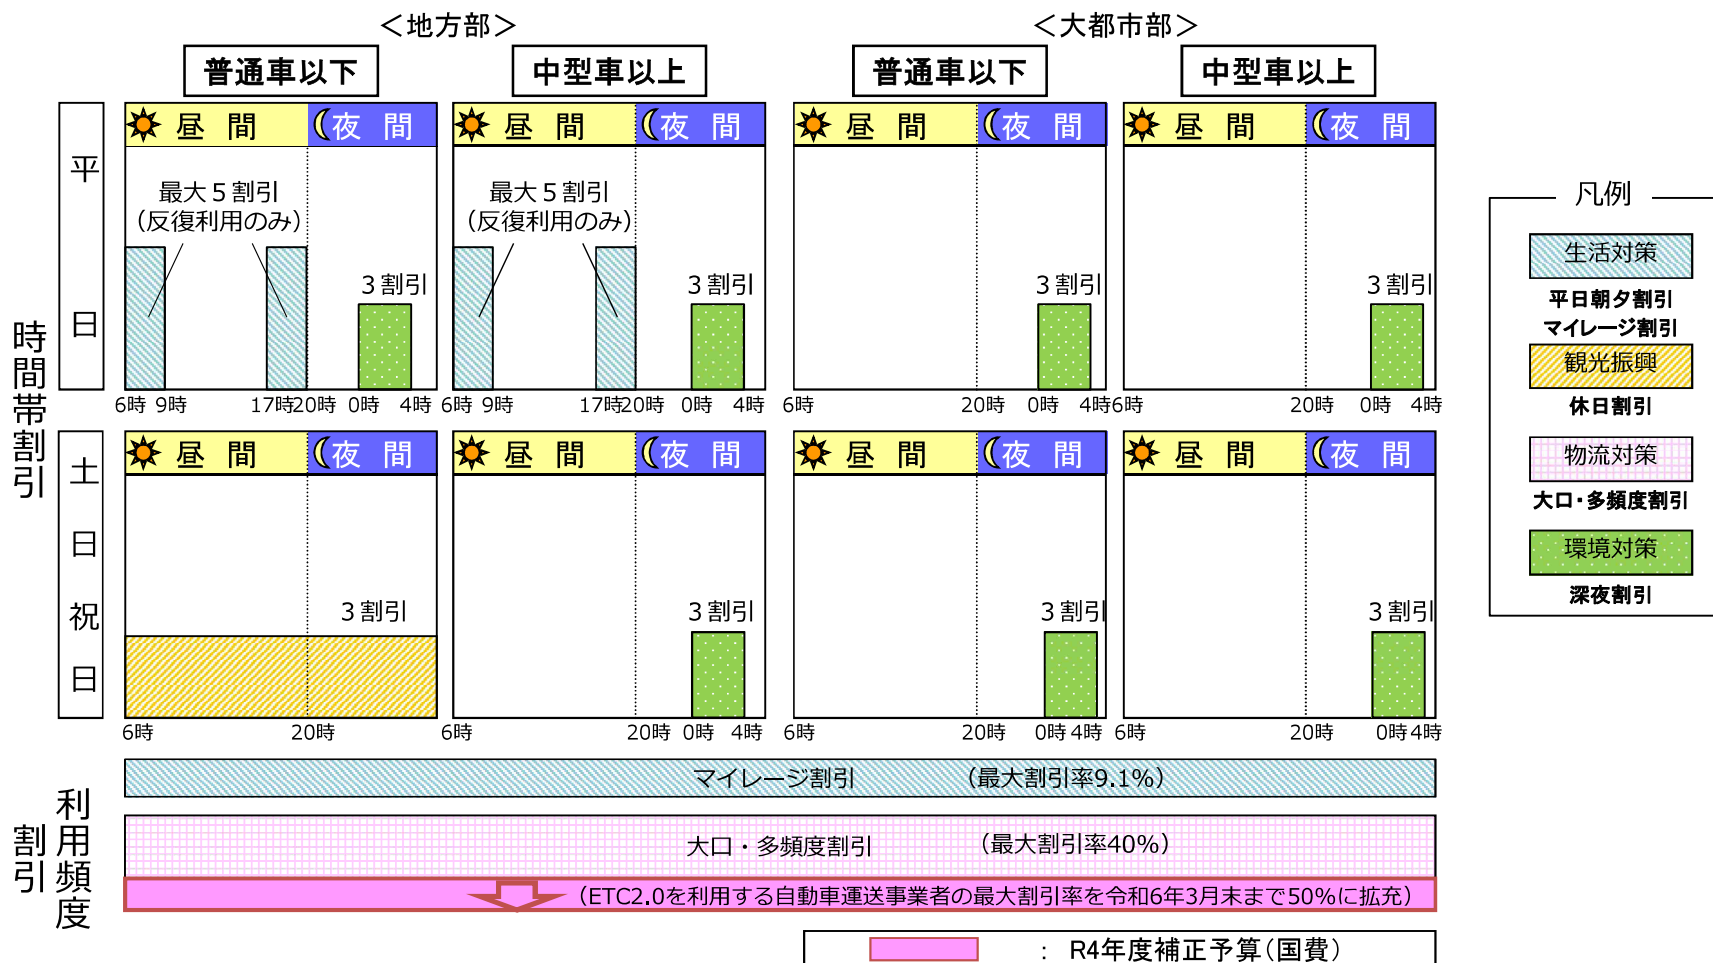 ＜地方部＞
＜大都市部＞
普通車以下
中型車以上
普通車以下
中型車以上
時間帯割引
平日
昼間 夜間
最大５割引
（反復利用のみ）
３割引
6時 9時 17時 20時 0時 4時
昼間 夜間
最大５割引
（反復利用のみ）
３割引
6時 9時 17時 20時 0時 4時
昼間 夜間
３割引
6時 20時 0時 4時
昼間 夜間
３割引
6時 20時 0時 4時
土日祝日
昼間 夜間
３割引
6時 20時
昼間 夜間
３割引
6時 20時 0時 4時
昼間 夜間
３割引
6時 20時 0時 4時
昼間 夜間
３割引
6時 20時 0時 4時
凡例
生活対策
平日朝夕割引
マイレージ割引
観光振興
休日割引
物流対策
大口・多頻度割引
環境対策
深夜割引
利用頻度
割引
マイレージ割引 （最大割引率9.1%）
大口・多頻度割引 （最大割引率40%）
（ETC2.0を利用する自動車運送事業者の最大割引率を令和6年3月末まで50%に拡充）
： R4年度補正予算（国費）